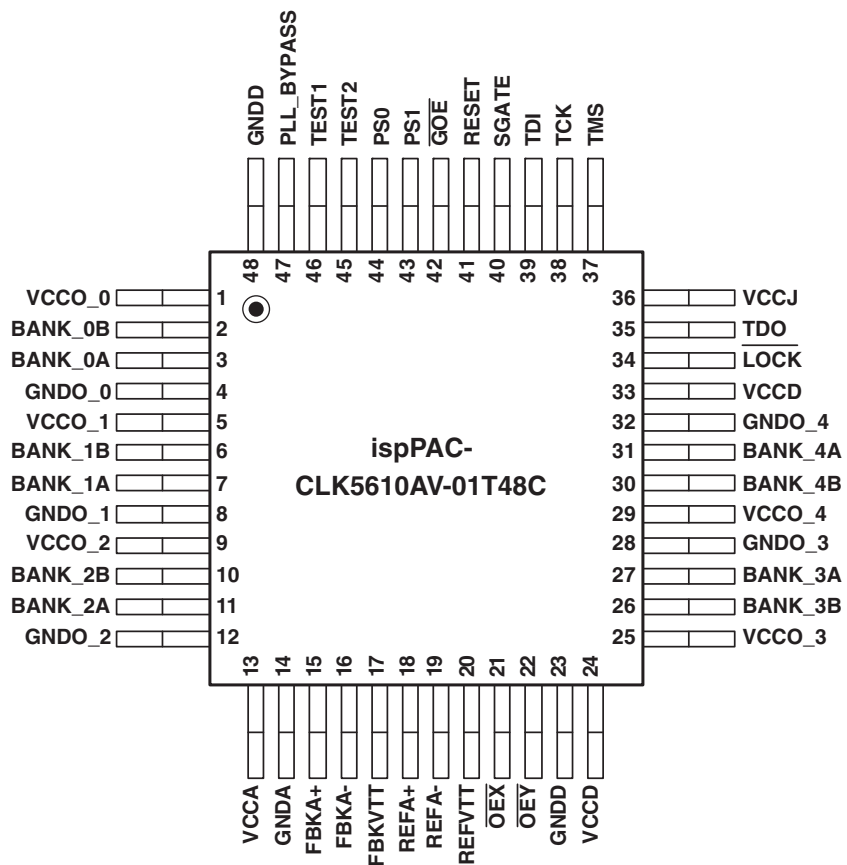 GNDD
PLL_BYPASS
TEST1
TEST2
PS0
PS1
GOE
RESET
SGATE
TDI
TCK
TMS
48
47
46
45
44
43
42
41
40
39
38
37
VCCO_0 1
BANK_0B 2
BANK_0A 3
GNDO_0 4
VCCO_1 5
BANK_1B 6
BANK_1A 7
GNDO_1 8
VCCO_2 9
BANK_2B 10
BANK_2A 11
GNDO_2 12
ispPAC-
CLK5610AV-01T48C
36 VCCJ
35 TDO
34 LOCK
33 VCCD
32 GNDO_4
31 BANK_4A
30 BANK_4B
29 VCCO_4
28 GNDO_3
27 BANK_3A
26 BANK_3B
25 VCCO_3
13
14
15
16
17
18
19
20
21
22
23
24
VCCA
GNDA
FBKA+
FBKA-
FBKVTT
REFA+
REFA-
REFVTT
OEX
OEY
GNDD
VCCD